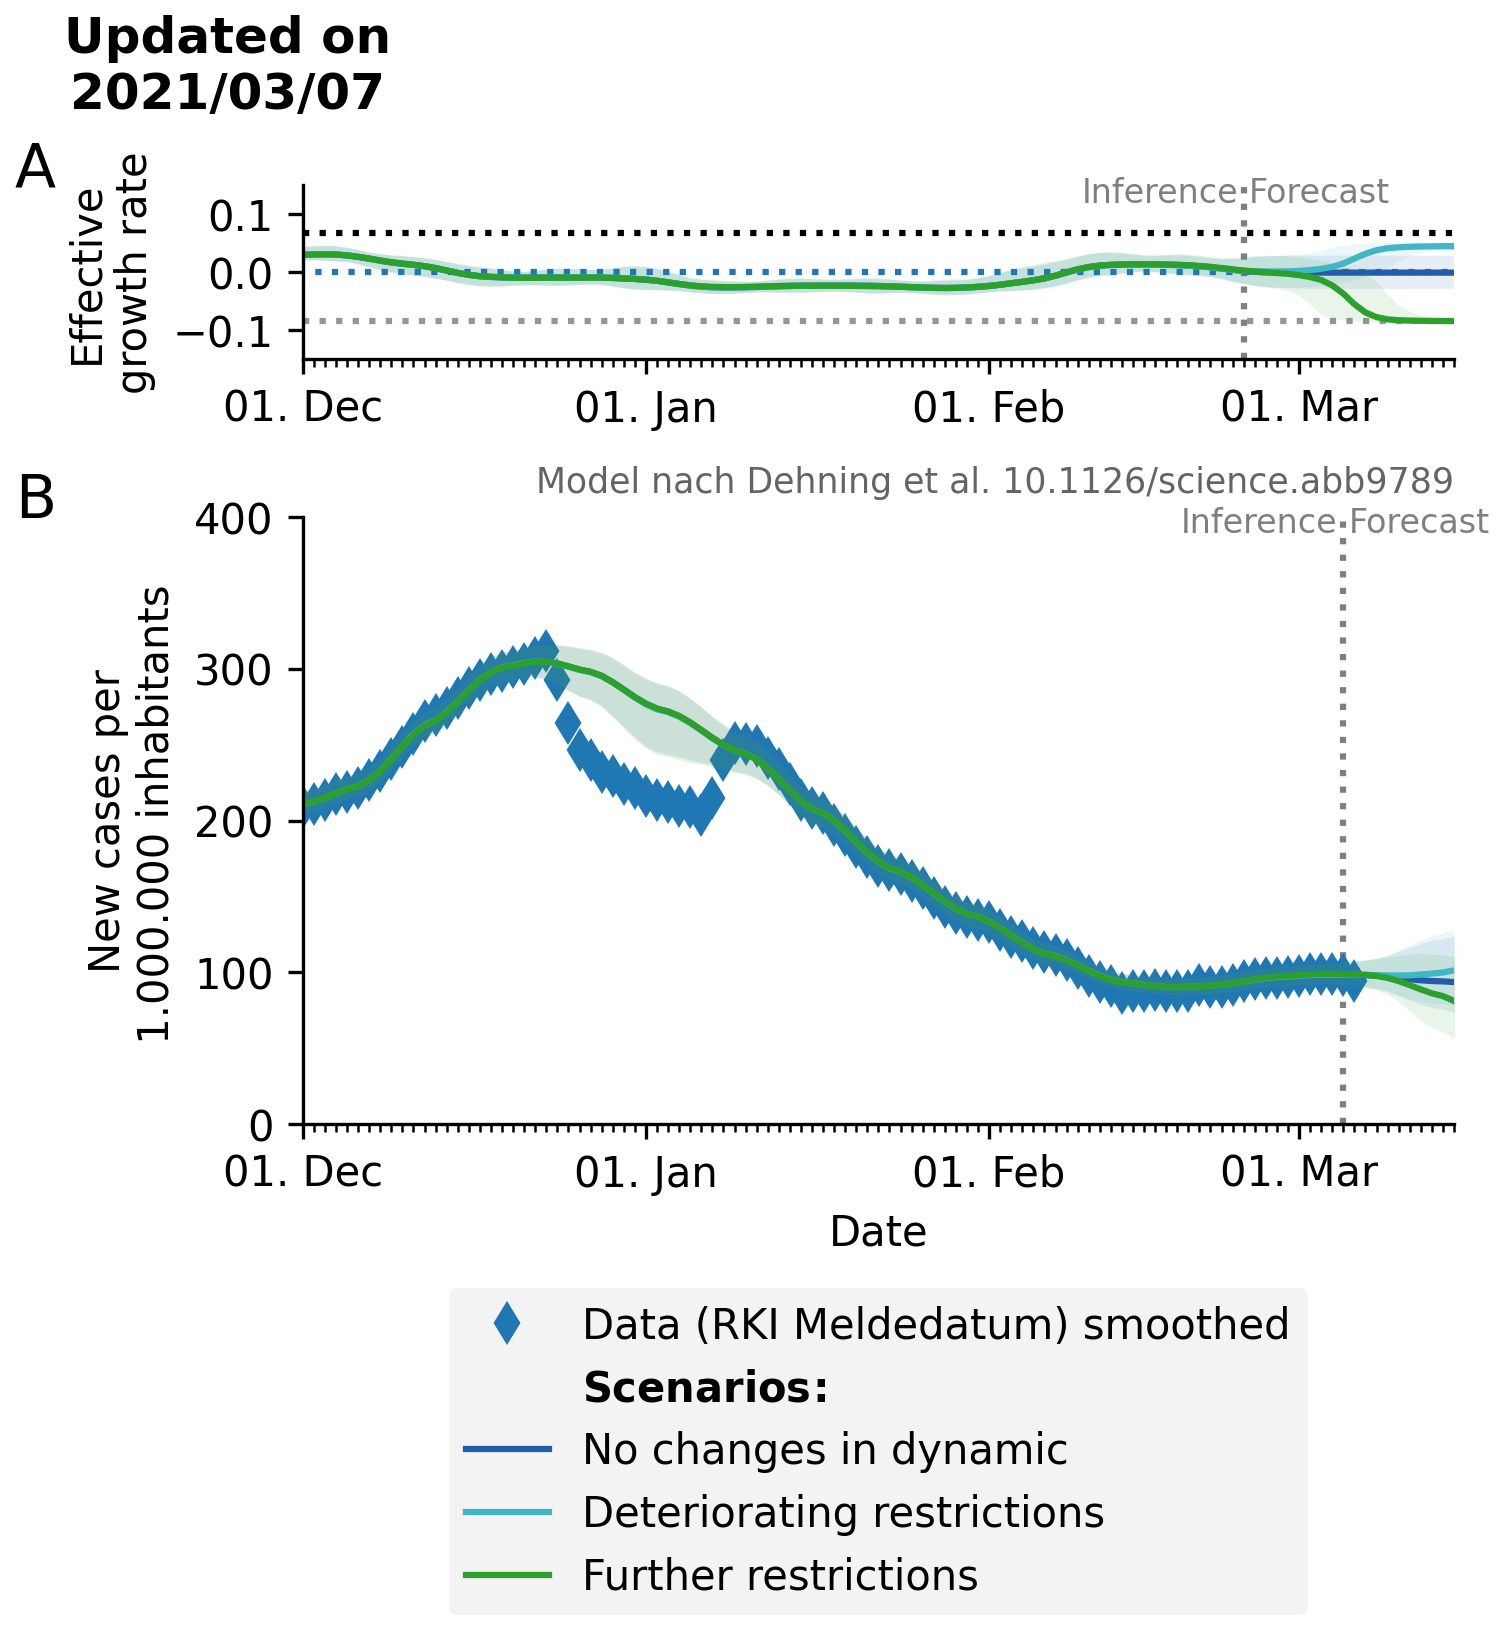 Updated on
2021/03/07
A
Effective
growth rate
0.1
0.0
−0.1
Inference Forecast
01. Dec 01. Jan 01. Feb 01. Mar
B
Model nach Dehning et al. 10.1126/science.abb9789
Inference Forecast
New cases per
1.000.000 inhabitants
400
300
200
100
0
01. Dec 01. Jan 01. Feb 01. Mar
Date
Data (RKI Meldedatum) smoothed
Scenarios:
No changes in dynamic
Deteriorating restrictions
Further restrictions